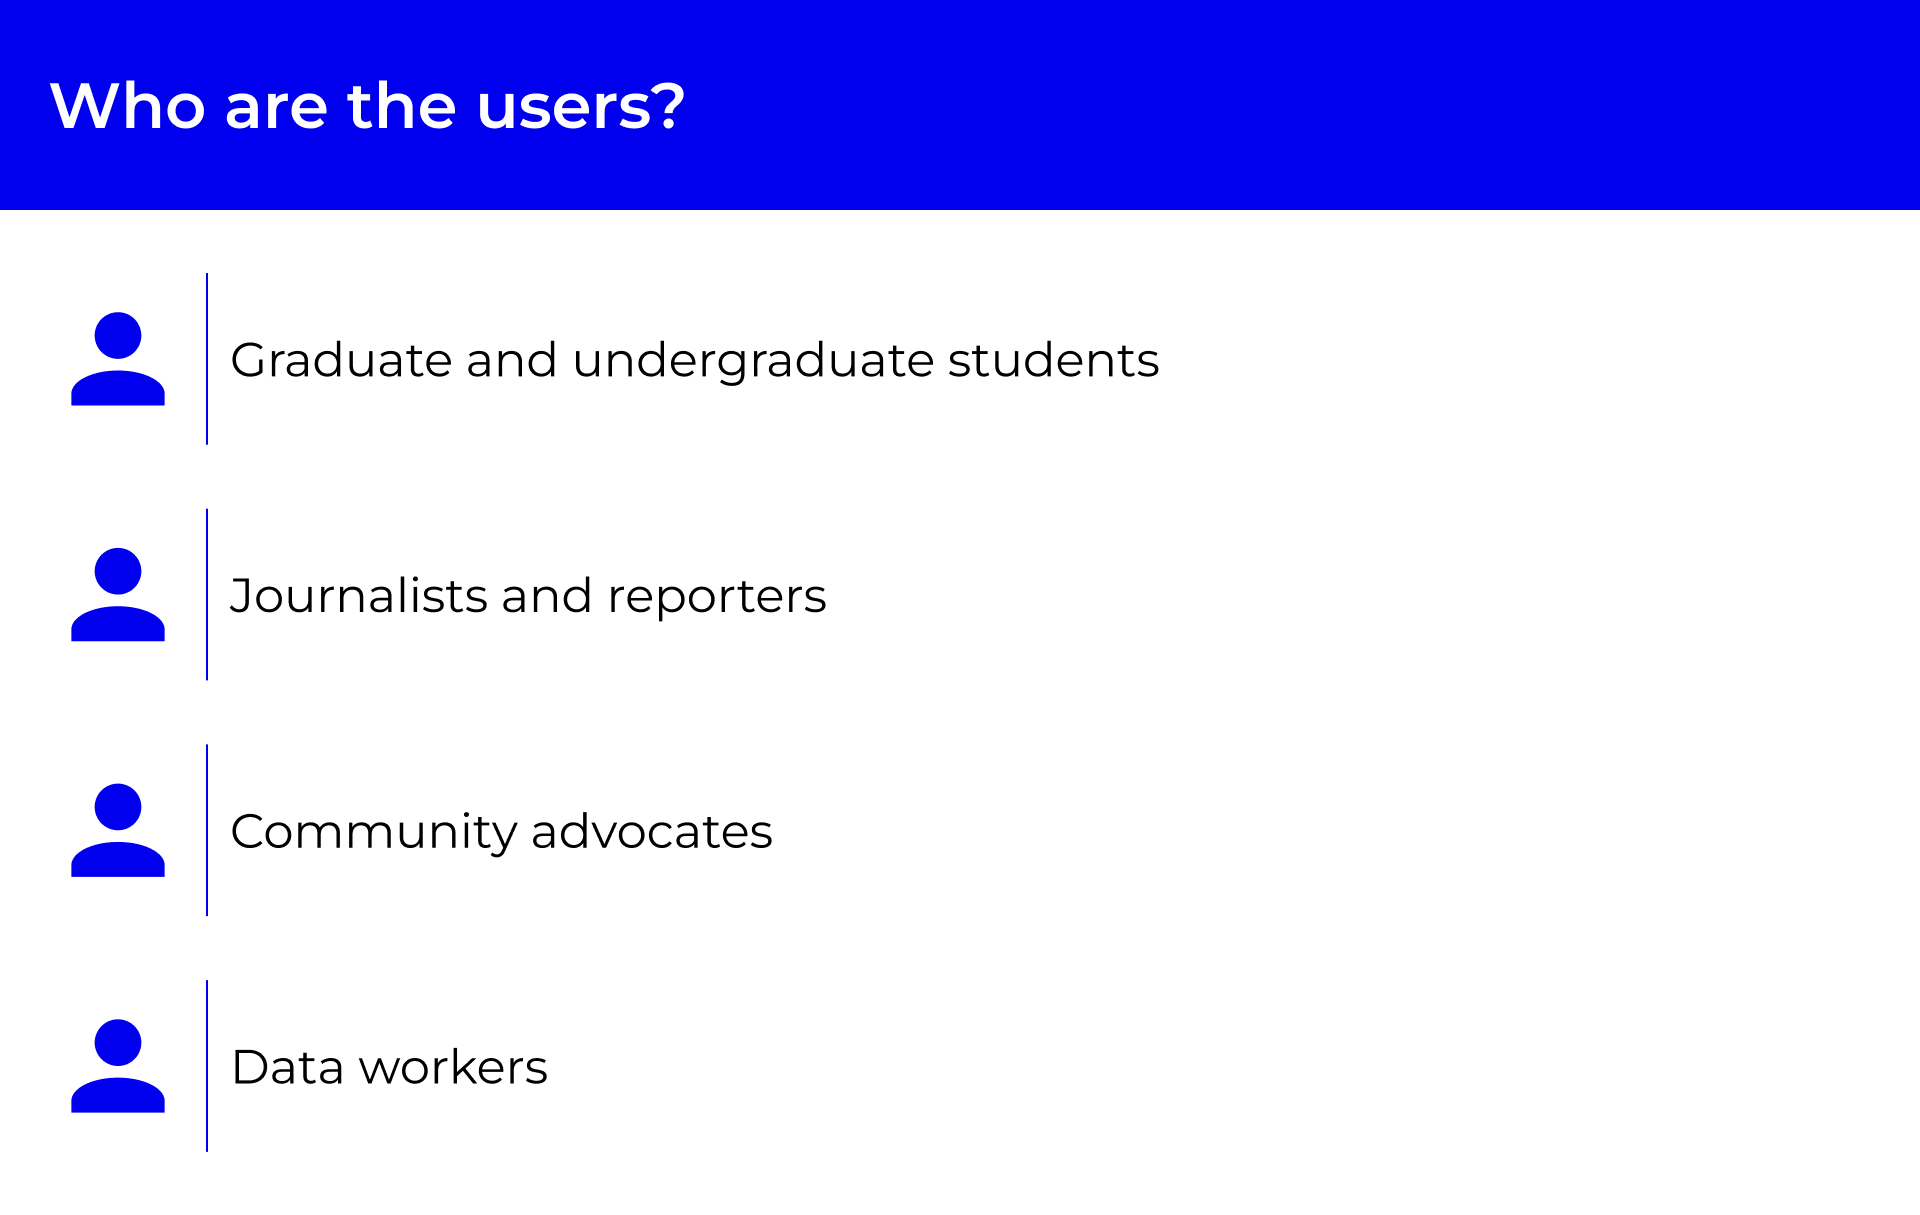 Who are the users?
Graduate and undergraduate students
Journalists and reporters
Community advocates
Data workers